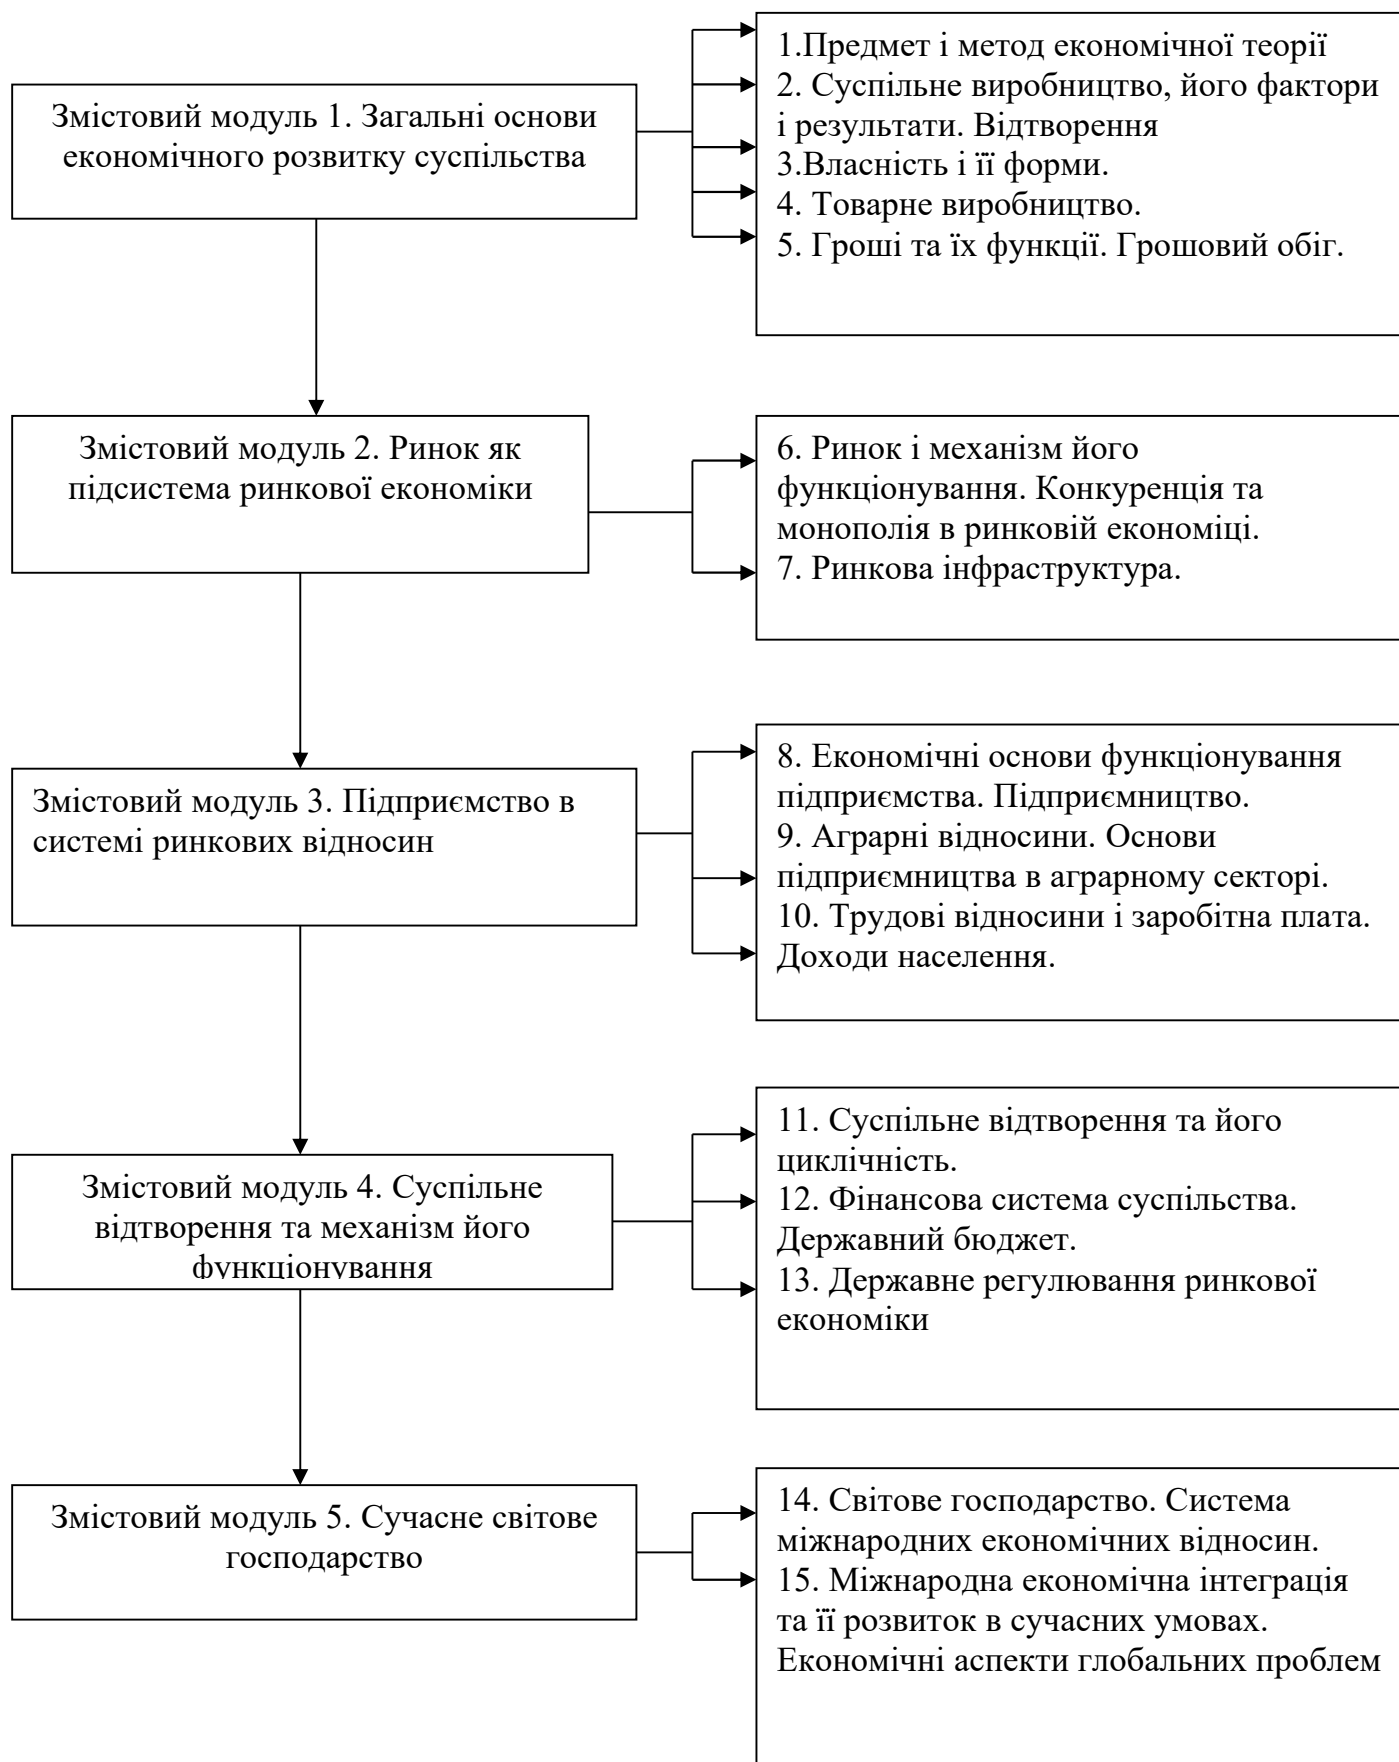 Змістовий модуль 1. Загальні основи
економічного розвитку суспільства
1.Предмет і метод економічної теорії
2. Суспільне виробництво, його фактори
і результати. Відтворення
3.Власність і її форми.
4. Товарне виробництво.
5. Гроші та їх функції. Грошовий обіг.
Змістовий модуль 2. Ринок як
підсистема ринкової економіки
6. Ринок і механізм його
функціонування. Конкуренція та
монополія в ринковій економіці.
7. Ринкова інфраструктура.
Змістовий модуль 3. Підприємство в
системі ринкових відносин
8. Економічні основи функціонування
підприємства. Підприємництво.
9. Аграрні відносини. Основи
підприємництва в аграрному секторі.
10. Трудові відносини і заробітна плата.
Доходи населення.
Змістовий модуль 4. Суспільне
відтворення та механізм його
функціонування
11. Суспільне відтворення та його
циклічність.
12. Фінансова система суспільства.
Державний бюджет.
13. Державне регулювання ринкової
економіки
Змістовий модуль 5. Сучасне світове
господарство
14. Світове господарство. Система
міжнародних економічних відносин.
15. Міжнародна економічна інтеграція
та її розвиток в сучасних умовах.
Економічні аспекти глобальних проблем